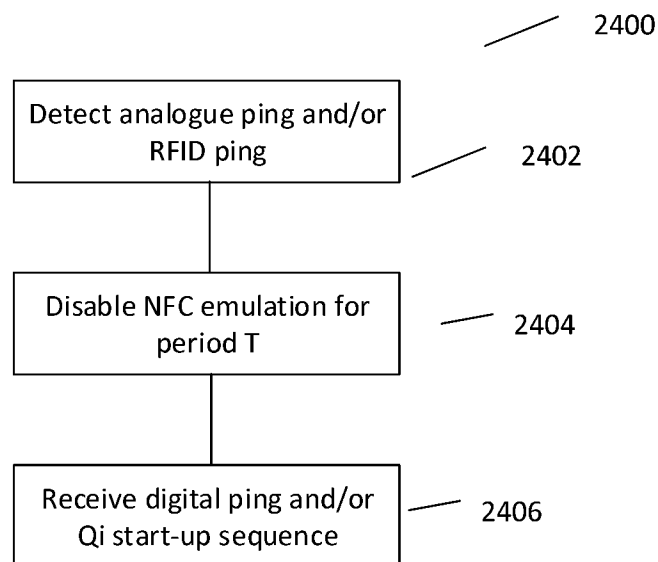 2400
Detect analogue ping and/or
RFID ping
2402
Disable NFC emulation for
period T
2404
Receive digital ping and/or
Qi start-up sequence
2406